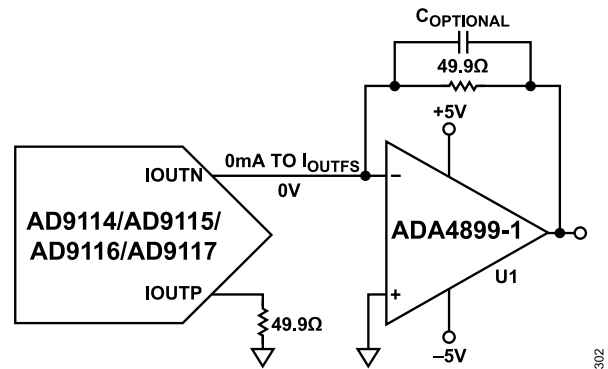 COPTIONAL
49.9Ω
+5V
IOUTN
0mA TO IOUTFS
0V
–
AD9114/AD9115/
AD9116/AD9117
ADA4899-1
IOUTP
+
U1
49.9Ω
–5V
302